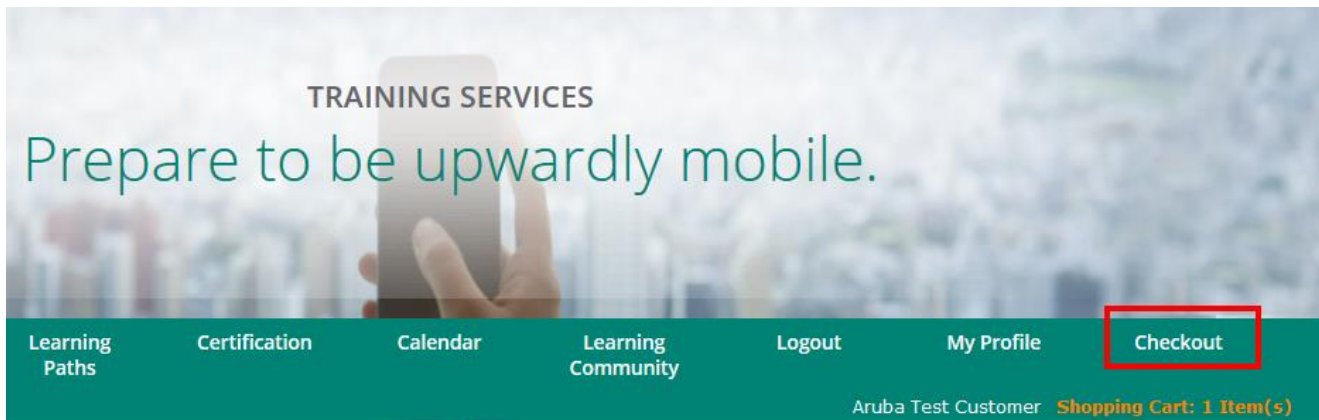 TRAINING SERVICES
Prepare to be upwardly mobile.
Learning Paths
Certification
Calendar
Learning Community
Logout
My Profile
Checkout
Aruba Test Customer Shopping Cart: 1 Item(s)